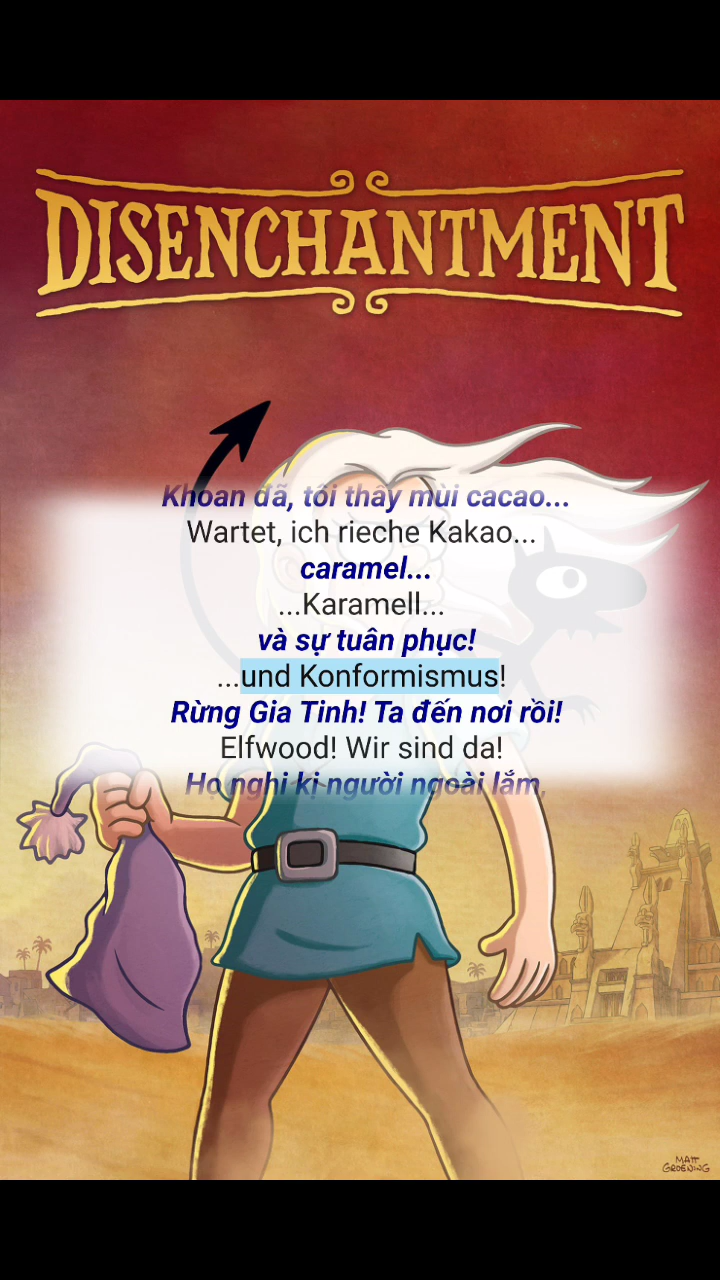 DISENCHANTMENT
Khoan đã, tôi thấy mùi cacao...
Wartet, ich rieche Kakao...
caramel...
...Karamell...
và sự tuân phục!
...und Konformismus!
Rừng Gia Tinh! Ta đến nơi rồi!
Elfwood! Wir sind da!
Họ nghi kị người ngoài lắm,
MATT
GROENING